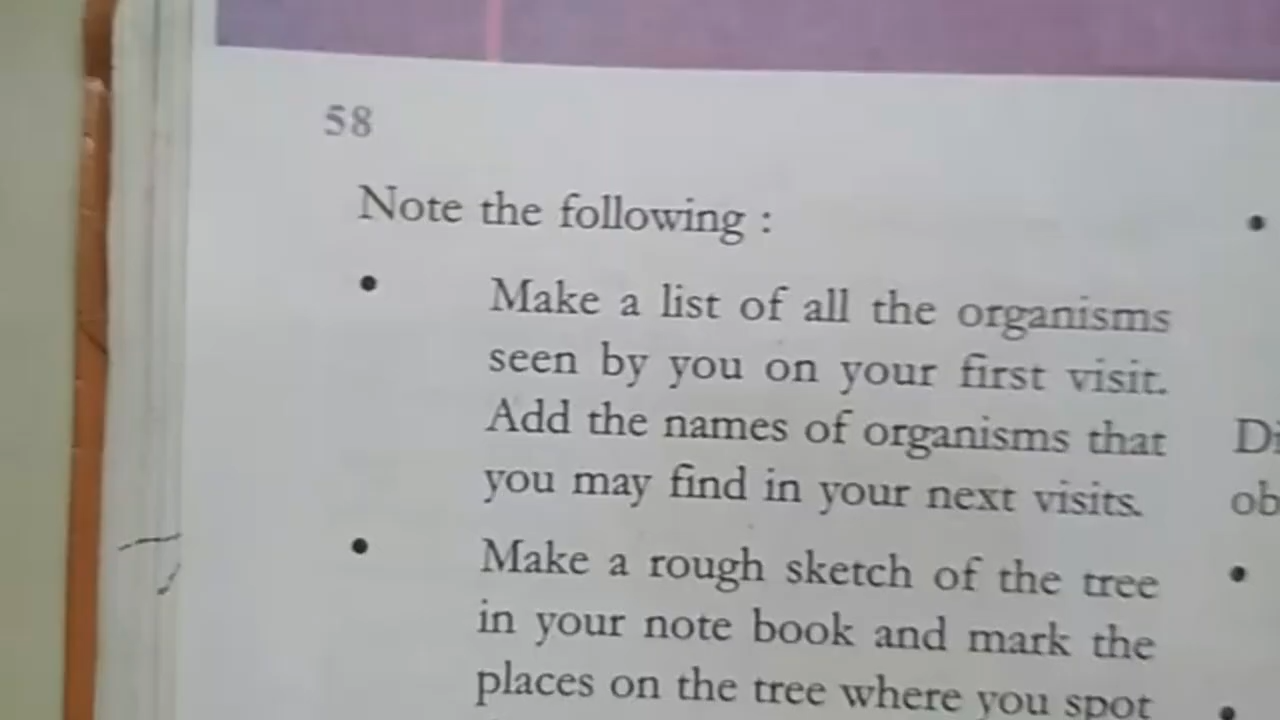 58
Note the following :
• Make a list of all the organisms
seen by you on your first visit.
Add the names of organisms that
you may find in your next visits.
• Make a rough sketch of the tree
in your note book and mark the
places on the tree where you spot